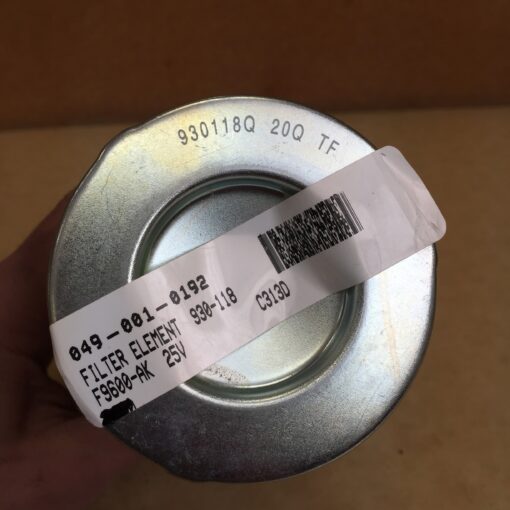 930118Q 20Q TF
049-001-0192
FILTER ELEMENT 930-118 C313D
F9600-AK 25V